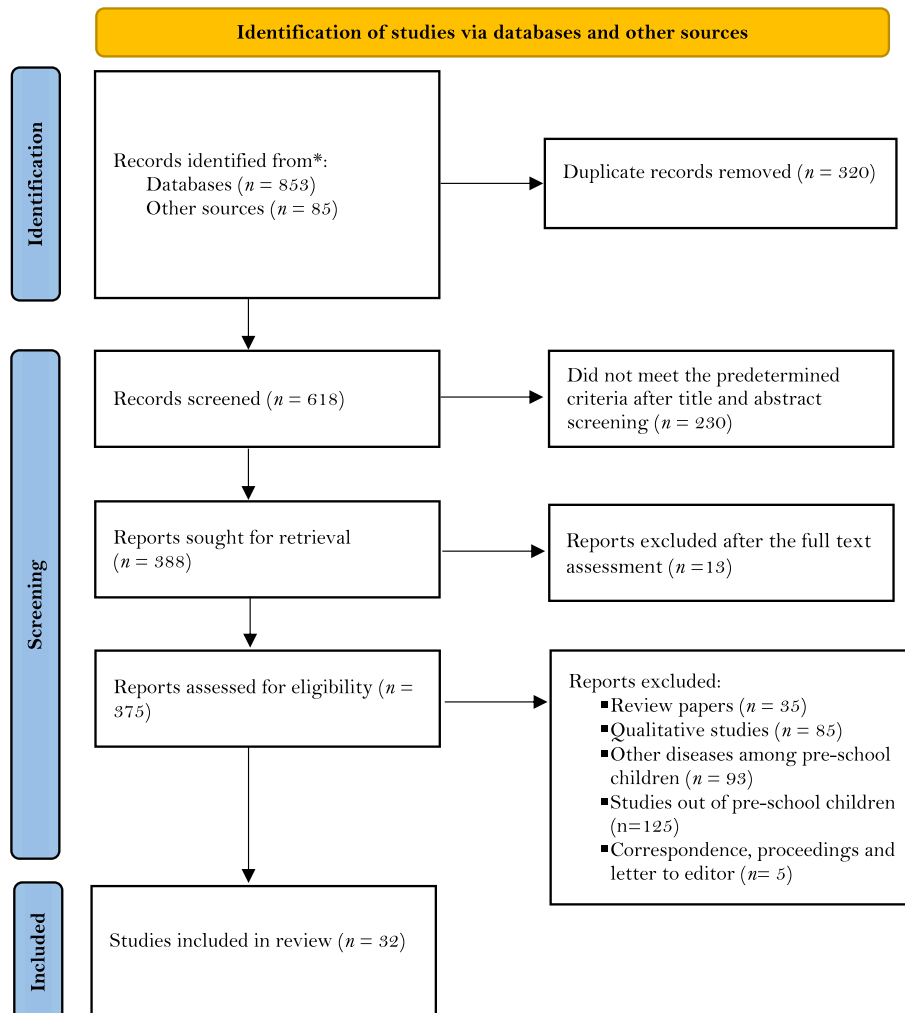 Identification of studies via databases and other sources
Identification
Records identified from*:
Databases (n = 853)
Other sources (n = 85)
Duplicate records removed (n = 320)
Screening
Records screened (n = 618)
Did not meet the predetermined
criteria after title and abstract
screening (n = 230)
Reports sought for retrieval
(n = 388)
Reports excluded after the full text
assessment (n =13)
Reports assessed for eligibility (n =
375)
Reports excluded:
▪Review papers (n = 35)
▪Qualitative studies (n = 85)
▪Other diseases among pre-school
children (n = 93)
▪Studies out of pre-school children
(n=125)
▪Correspondence, proceedings and
letter to editor (n= 5)
Included
Studies included in review (n = 32)